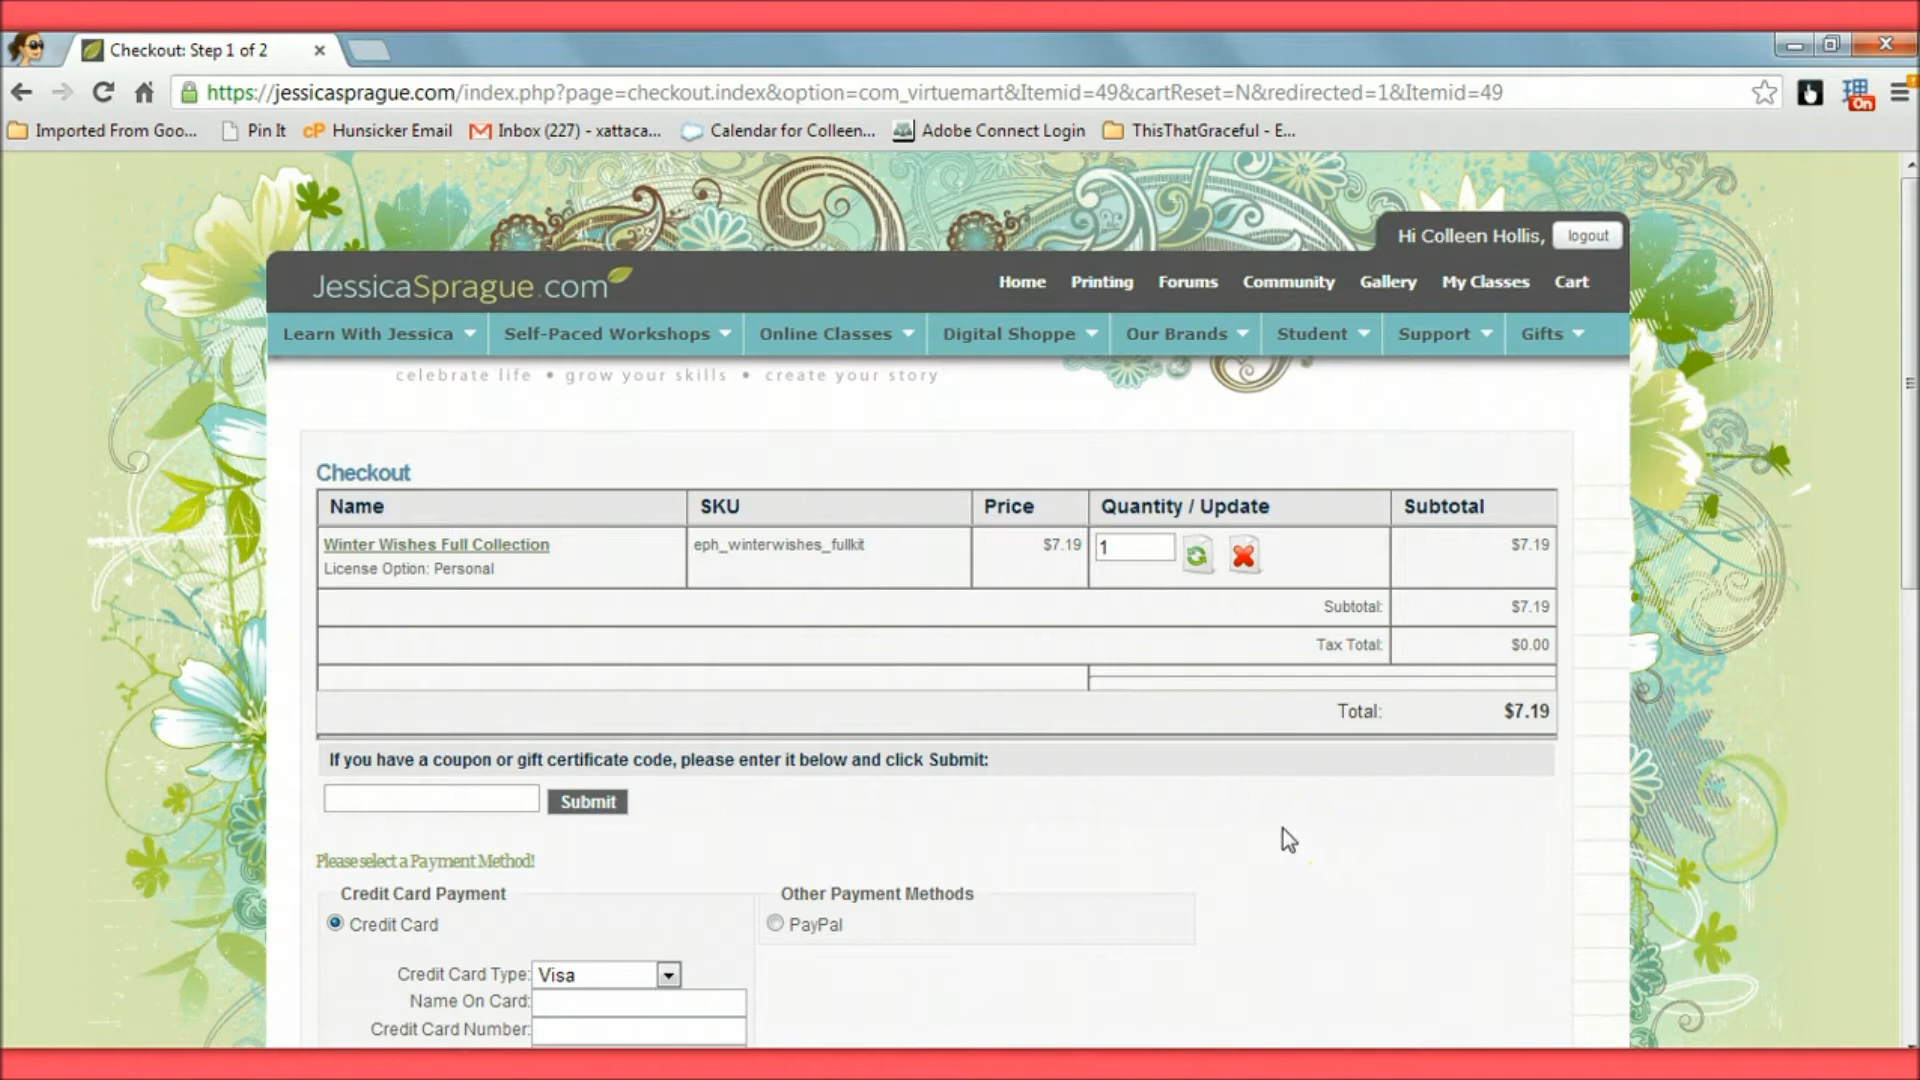 Checkout: Step 1 of 2
https://jessicasprague.com/index.php?page=checkout.index&option=com_virtuemart&Itemid=49&cartReset=N&redirected=1&Itemid=49
理 On
Imported From Goo... Pin It cP Hunsicker Email Inbox (227) - xattaca... Calendar for Colleen... Adobe Connect Login ThisThatGraceful - E...
Hi Colleen Hollis, logout
JessicaSprague.com Home Printing Forums Community Gallery My Classes Cart
Learn With Jessica Self-Paced Workshops Online Classes Digital Shoppe Our Brands Student Support Gifts
celebrate life • grow your skills • create your story
Checkout
Name SKU Price Quantity / Update Subtotal
Winter Wishes Full Collection eph_winterwishes_fullkit $7.19 1 $7.19
License Option: Personal
Subtotal: $7.19
Tax Total: $0.00
Total: $7.19
If you have a coupon or gift certificate code, please enter it below and click Submit:
Submit
Please select a Payment Method!
Credit Card Payment Other Payment Methods
Credit Card PayPal
Credit Card Type: Visa
Name On Card:
Credit Card Number: